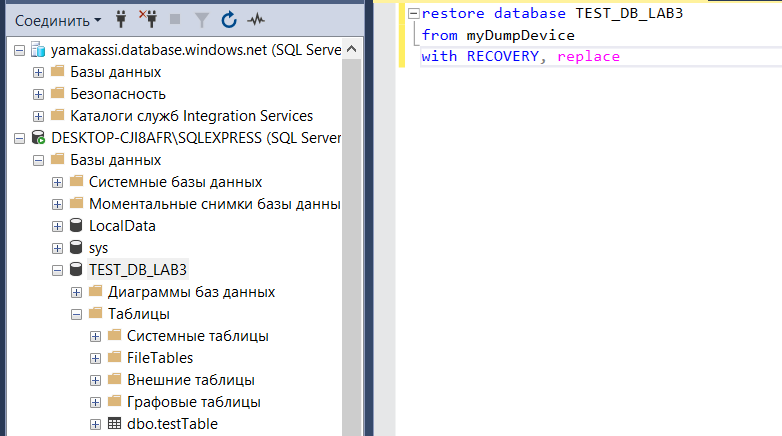 Соединить
yamakassi.database.windows.net (SQL Serve
Базы данных
Безопасность
Каталоги служб Integration Services
DESKTOP-CJI8AFR\SQLEXPRESS (SQL Server
Базы данных
Системные базы данных
Моментальные снимки базы данны
LocalData
sys
TEST_DB_LAB3
Диаграммы баз данных
Таблицы
Системные таблицы
FileTables
Внешние таблицы
Графовые таблицы
dbo.testTable
restore database TEST_DB_LAB3
from myDumpDevice
with RECOVERY, replace